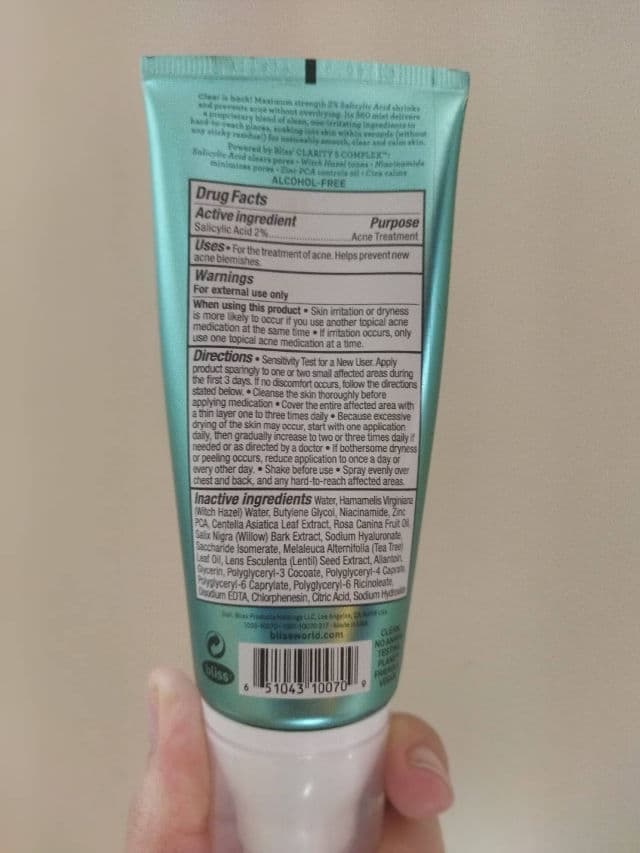 Clear is back! Maximum strength 2% Salicylic Acid shrinks
and prevents acne without overdrying. Its 360 mist delivers
a proprietary blend of clean, non-irritating ingredients to
hard-to-reach places, soaking into skin within seconds (without
any sticky residue!) for noticeably smooth, clear and calm skin.
Powered by Bliss' CLARITY 5 COMPLEX™:
Salicylic Acid clears pores • Witch Hazel tones • Niacinamide
minimizes pores • Zinc PCA controls oil • Cica calms
ALCOHOL-FREE
Drug Facts
Active ingredient Purpose
Salicylic Acid 2%..................Acne Treatment
Uses • For the treatment of acne. Helps prevent new
acne blemishes.
Warnings
For external use only
When using this product • Skin irritation or dryness
is more likely to occur if you use another topical acne
medication at the same time • If irritation occurs, only
use one topical acne medication at a time.
Directions • Sensitivity Test for a New User. Apply
product sparingly to one or two small affected areas during
the first 3 days. If no discomfort occurs, follow the directions
stated below. • Cleanse the skin thoroughly before
applying medication • Cover the entire affected area with
a thin layer one to three times daily • Because excessive
drying of the skin may occur, start with one application
daily, then gradually increase to two or three times daily if
needed or as directed by a doctor • If bothersome dryness
or peeling occurs, reduce application to once a day or
every other day. • Shake before use • Spray evenly over
chest and back, and any hard-to-reach affected areas.
Inactive ingredients Water, Hamamelis Virginiana
(Witch Hazel) Water, Butylene Glycol, Niacinamide, Zinc
PCA, Centella Asiatica Leaf Extract, Rosa Canina Fruit Oil,
Salix Nigra (Willow) Bark Extract, Sodium Hyaluronate,
Saccharide Isomerate, Melaleuca Alternifolia (Tea Tree)
Leaf Oil, Lens Esculenta (Lentil) Seed Extract, Allantoin,
Glycerin, Polyglyceryl-3 Cocoate, Polyglyceryl-4 Caprate,
Polyglyceryl-6 Caprylate, Polyglyceryl-6 Ricinoleate,
Disodium EDTA, Chlorphenesin, Citric Acid, Sodium Hydroxide
Dist. Bliss Products Holdings LLC, Los Angeles, CA
blissworld.com
bliss
6 51043 10070 9
CLEAN
NO
PLANET
VEGAN